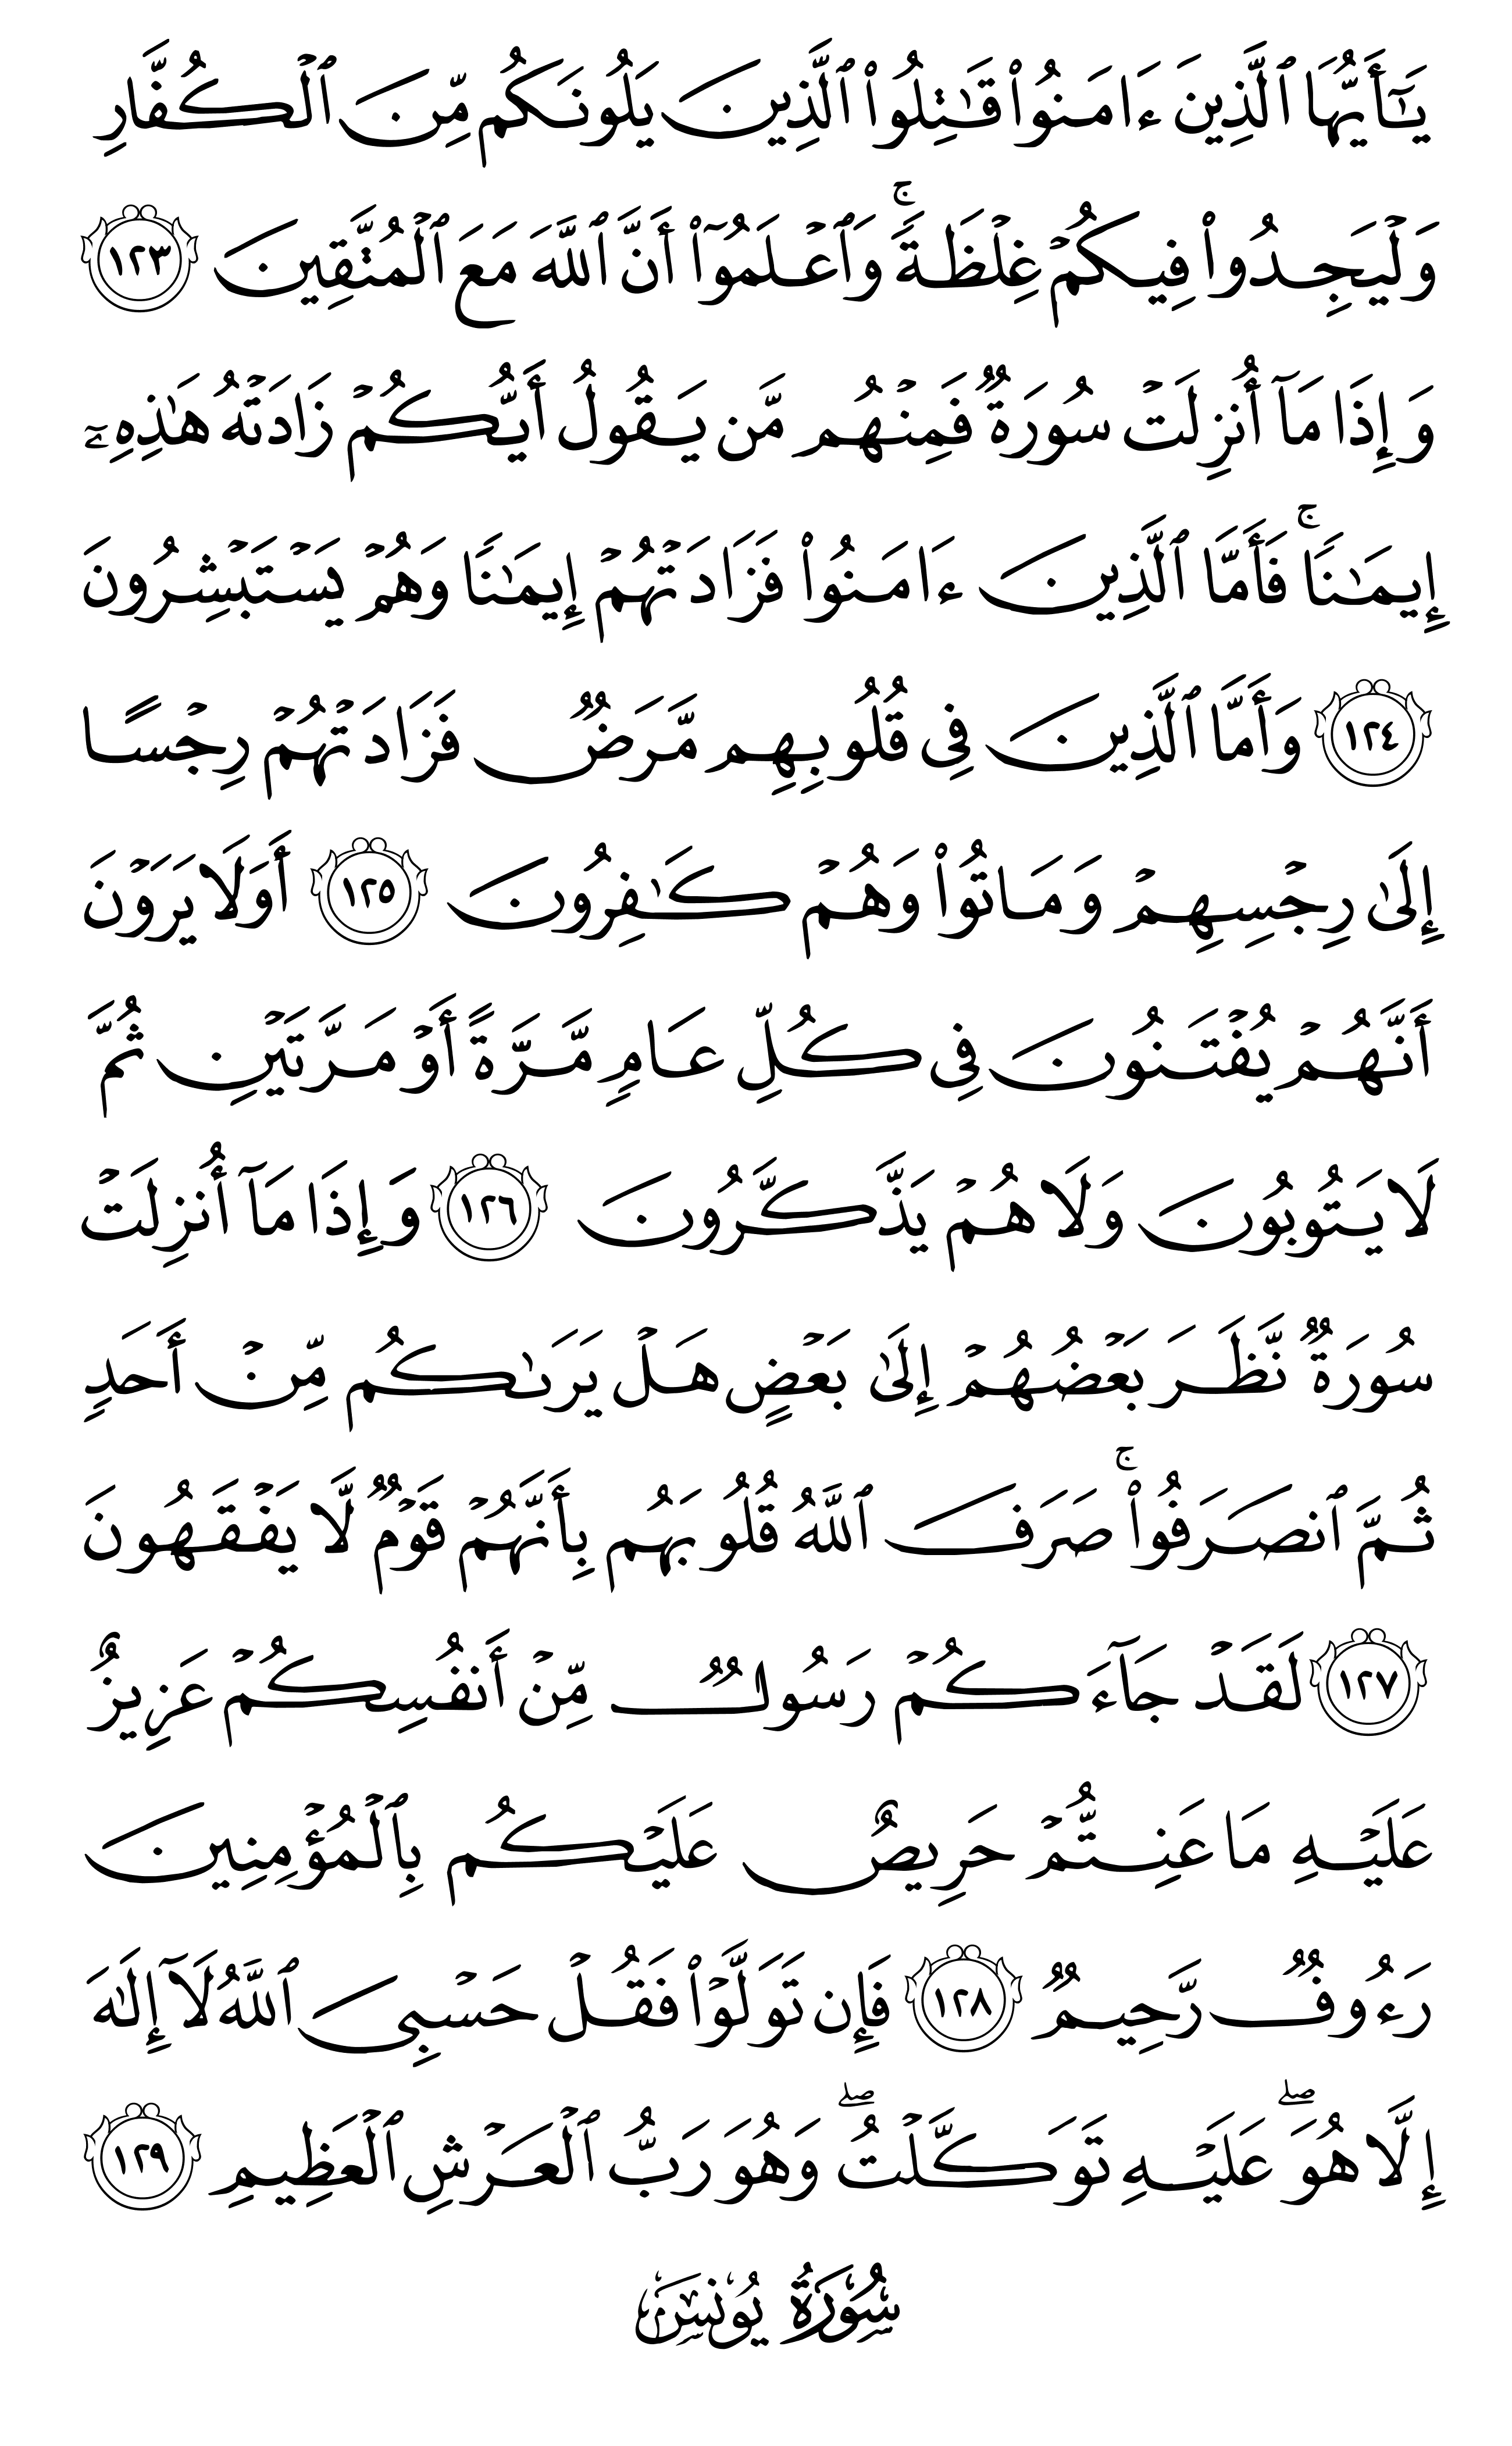 يَٰٓأَيُّهَا ٱلَّذِينَ ءَامَنُوا۟ قَٰتِلُوا۟ ٱلَّذِينَ يَلُونَكُم مِّنَ ٱلْكُفَّارِ
وَلْيَجِدُوا۟ فِيكُمْ غِلْظَةً ۚ وَٱعْلَمُوٓا۟ أَنَّ ٱللَّهَ مَعَ ٱلْمُتَّقِينَ ١٢٣
وَإِذَا مَآ أُنزِلَتْ سُورَةٌ فَمِنْهُم مَّن يَقُولُ أَيُّكُمْ زَادَتْهُ هَٰذِهِۦٓ
إِيمَٰنًا ۚ فَأَمَّا ٱلَّذِينَ ءَامَنُوا۟ فَزَادَتْهُمْ إِيمَٰنًا وَهُمْ يَسْتَبْشِرُونَ
١٢٤ وَأَمَّا ٱلَّذِينَ فِى قُلُوبِهِم مَّرَضٌ فَزَادَتْهُمْ رِجْسًا
إِلَىٰ رِجْسِهِمْ وَمَاتُوا۟ وَهُمْ كَٰفِرُونَ ١٢٥ أَوَلَا يَرَوْنَ
أَنَّهُمْ يُفْتَنُونَ فِى كُلِّ عَامٍ مَّرَّةً أَوْ مَرَّتَيْنِ ثُمَّ
لَا يَتُوبُونَ وَلَا هُمْ يَذَّكَّرُونَ ١٢٦ وَإِذَا مَآ أُنزِلَتْ
سُورَةٌ نَّظَرَ بَعْضُهُمْ إِلَىٰ بَعْضٍ هَلْ يَرَىٰكُم مِّنْ أَحَدٍ
ثُمَّ ٱنصَرَفُوا۟ ۚ صَرَفَ ٱللَّهُ قُلُوبَهُم بِأَنَّهُمْ قَوْمٌ لَّا يَفْقَهُونَ
١٢٧ لَقَدْ جَآءَكُمْ رَسُولٌ مِّنْ أَنفُسِكُمْ عَزِيزٌ
عَلَيْهِ مَا عَنِتُّمْ حَرِيصٌ عَلَيْكُم بِٱلْمُؤْمِنِينَ
رَءُوفٌ رَّحِيمٌ ١٢٨ فَإِن تَوَلَّوْا۟ فَقُلْ حَسْبِىَ ٱللَّهُ لَآ إِلَٰهَ
إِلَّا هُوَ ۖ عَلَيْهِ تَوَكَّلْتُ ۖ وَهُوَ رَبُّ ٱلْعَرْشِ ٱلْعَظِيمِ ١٢٩
سُورَةُ يُونُسَ